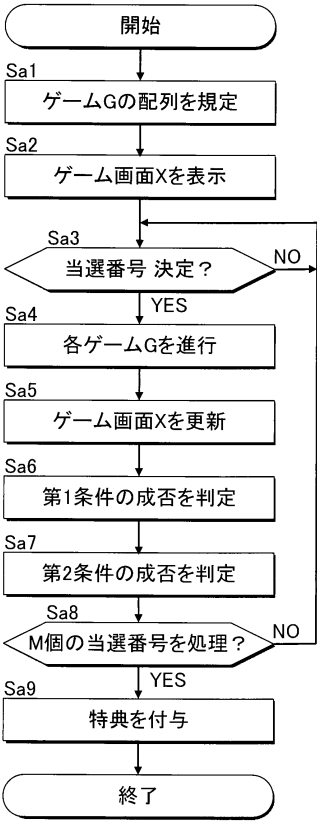 開始
Sa1
ゲームGの配列を規定
Sa2
ゲーム画面Xを表示
Sa3
当選番号 決定？
NO
YES
Sa4
各ゲームGを進行
Sa5
ゲーム画面Xを更新
Sa6
第1条件の成否を判定
Sa7
第2条件の成否を判定
Sa8
M個の当選番号を処理？
NO
YES
Sa9
特典を付与
終了